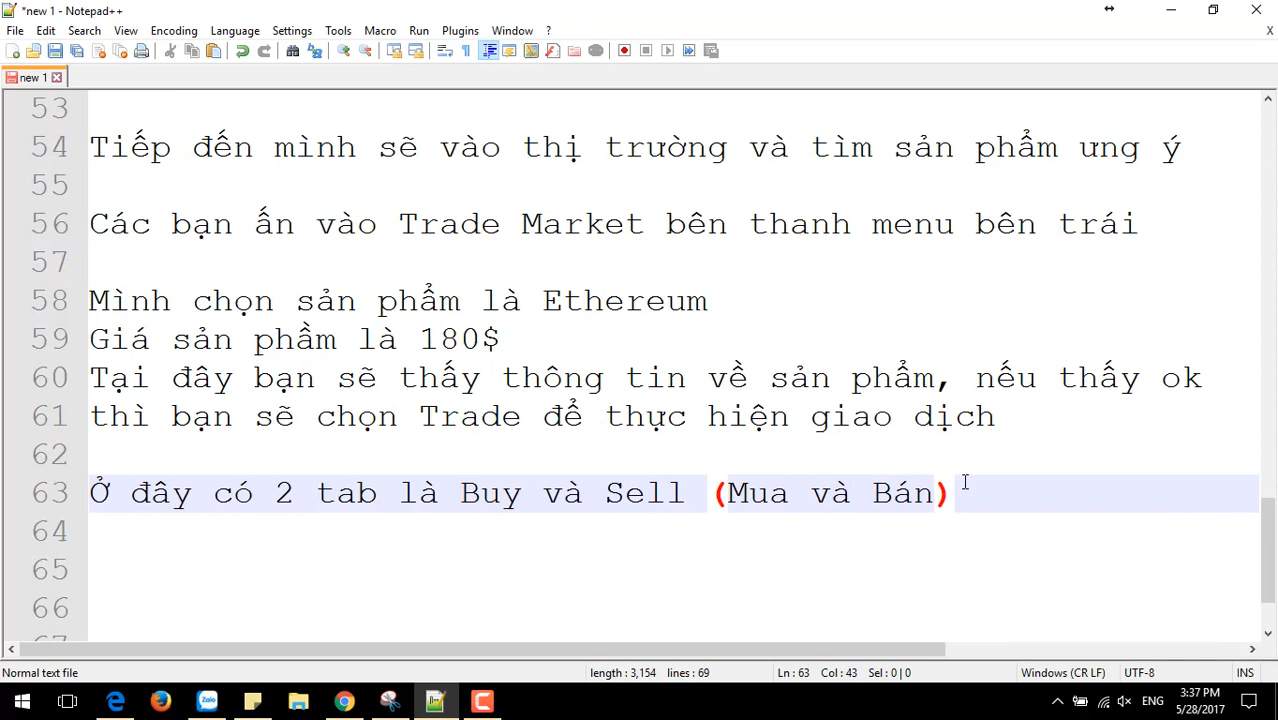 *new 1 - Notepad++
File Edit Search View Encoding Language Settings Tools Macro Run Plugins Window ?
X
new 1
53
54 Tiếp đến mình sẽ vào thị trường và tìm sản phẩm ưng ý
55
56 Các bạn ấn vào Trade Market bên thanh menu bên trái
57
58 Mình chọn sản phẩm là Ethereum
59 Giá sản phầm là 180$
60 Tại đây bạn sẽ thấy thông tin về sản phẩm, nếu thấy ok
61 thì bạn sẽ chọn Trade để thực hiện giao dịch
62
63 Ở đây có 2 tab là Buy và Sell (Mua và Bán)
64
65
66
Normal text file length : 3,154 lines : 69 Ln : 63 Col : 43 Sel : 0 | 0 Windows (CR LF) UTF-8 INS
Zalo ENG 3:37 PM
5/28/2017